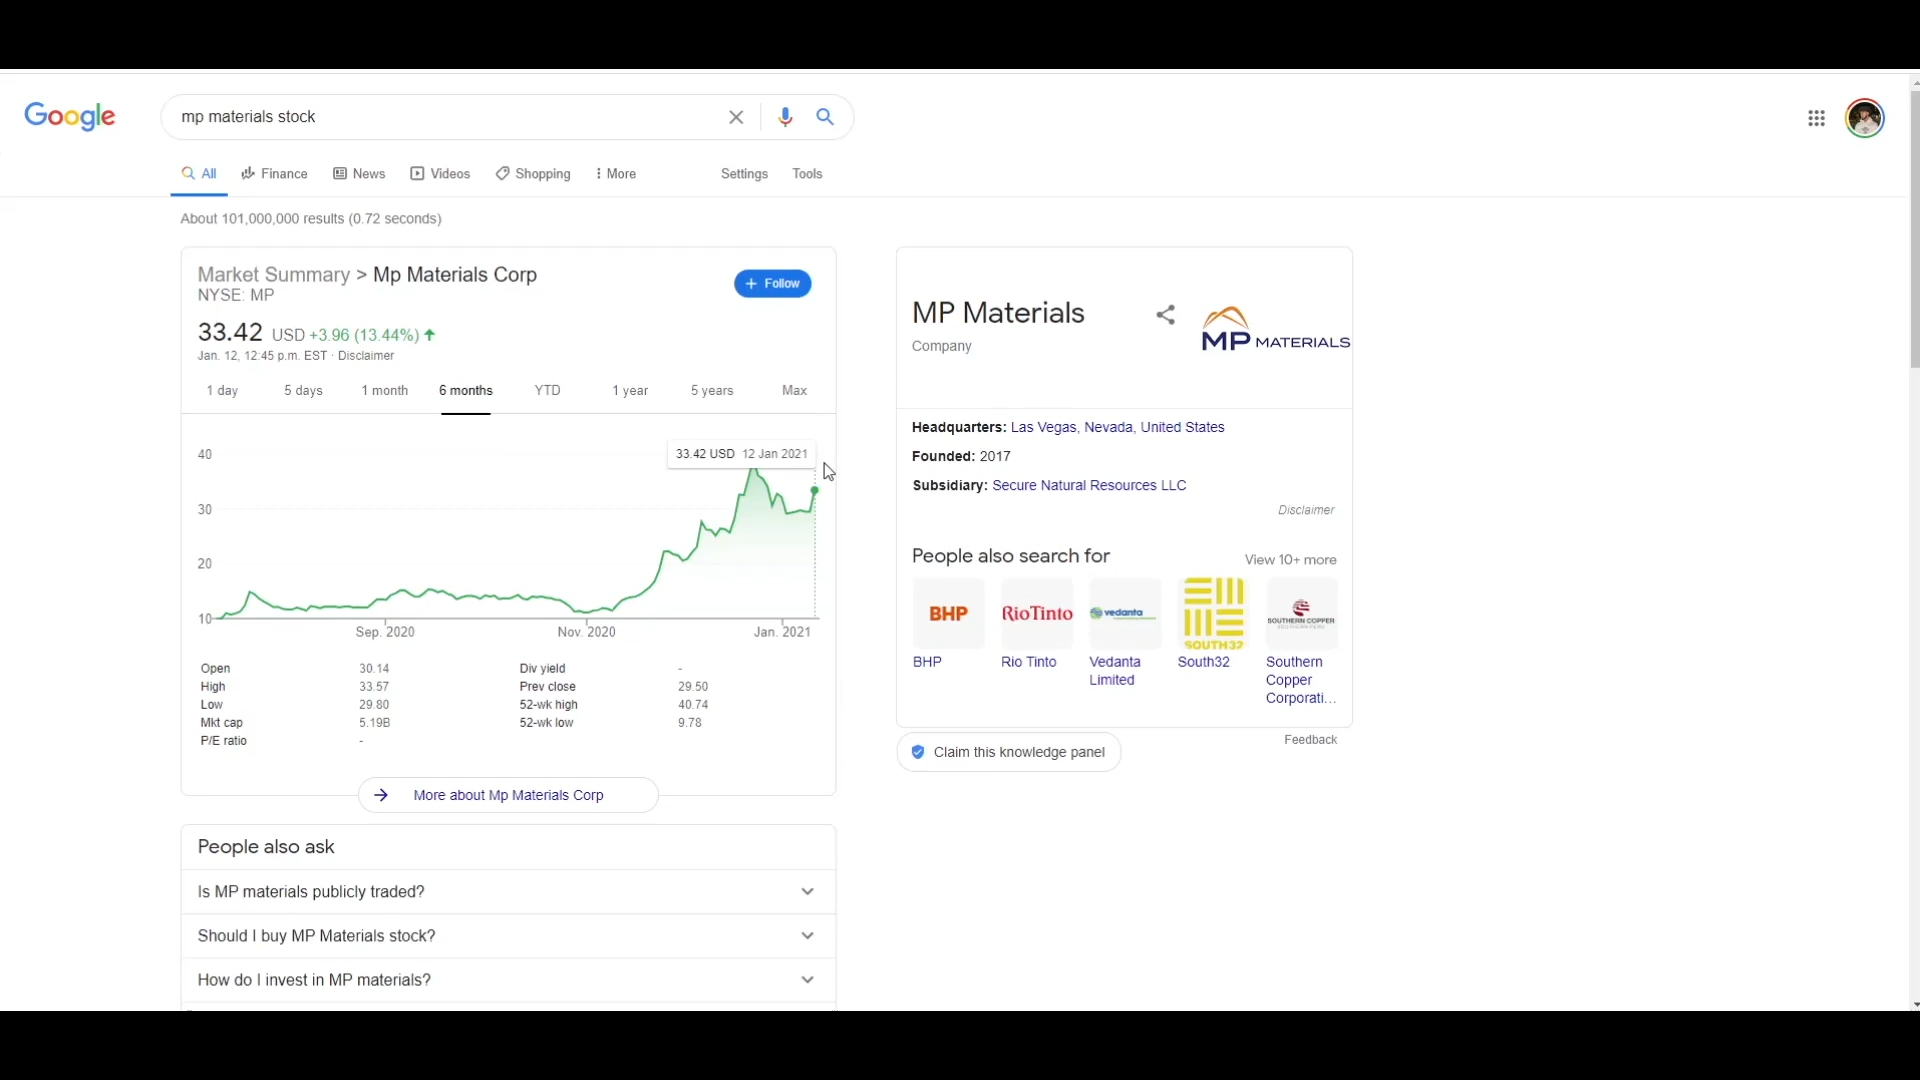 Google
mp materials stock
All
Finance
News
Videos
Shopping
More
Settings
Tools
About 101,000,000 results (0.72 seconds)
Market Summary > Mp Materials Corp
NYSE: MP
+ Follow
33.42 USD +3.96 (13.44%)
Jan. 12, 12:45 p.m. EST · Disclaimer
1 day
5 days
1 month
6 months
YTD
1 year
5 years
Max
33.42 USD 12 Jan 2021
40
30
20
10
Sep. 2020
Nov. 2020
Jan. 2021
Open 30.14
High 33.57
Low 29.80
Mkt cap 5.19B
P/E ratio -
Div yield -
Prev close 29.50
52-wk high 40.74
52-wk low 9.78
More about Mp Materials Corp
People also ask
Is MP materials publicly traded?
Should I buy MP Materials stock?
How do I invest in MP materials?
MP Materials
Company
MP MATERIALS
Headquarters: Las Vegas, Nevada, United States
Founded: 2017
Subsidiary: Secure Natural Resources LLC
Disclaimer
People also search for
View 10+ more
BHP
RioTinto
vedanta
SOUTH32
SOUTHERN COPPER
BHP
Rio Tinto
Vedanta
Limited
South32
Southern
Copper
Corporati...
Feedback
Claim this knowledge panel